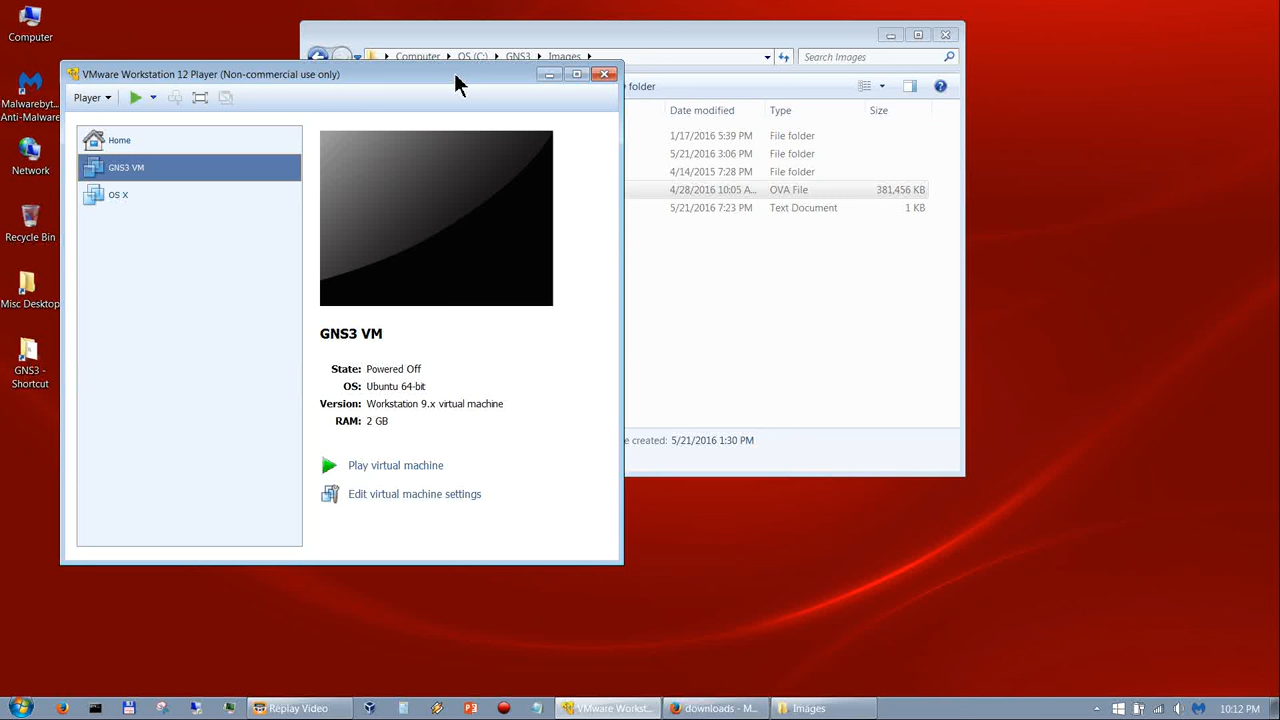 Computer
Malwarebyt...
Anti-Malware
Network
Recycle Bin
Misc Desktop
GNS3 -
Shortcut
Computer OS (C:) GNS3 Images
Search Images
folder
Date modified Type Size
1/17/2016 5:39 PM File folder
5/21/2016 3:06 PM File folder
4/14/2015 7:28 PM File folder
4/28/2016 10:05 A... OVA File 381,456 KB
5/21/2016 7:23 PM Text Document 1 KB
created: 5/21/2016 1:30 PM
VMware Workstation 12 Player (Non-commercial use only)
Player
Home
GNS3 VM
OS X
GNS3 VM
State: Powered Off
OS: Ubuntu 64-bit
Version: Workstation 9.x virtual machine
RAM: 2 GB
Play virtual machine
Edit virtual machine settings
Replay Video
VMware Workst...
downloads - M...
Images
10:12 PM